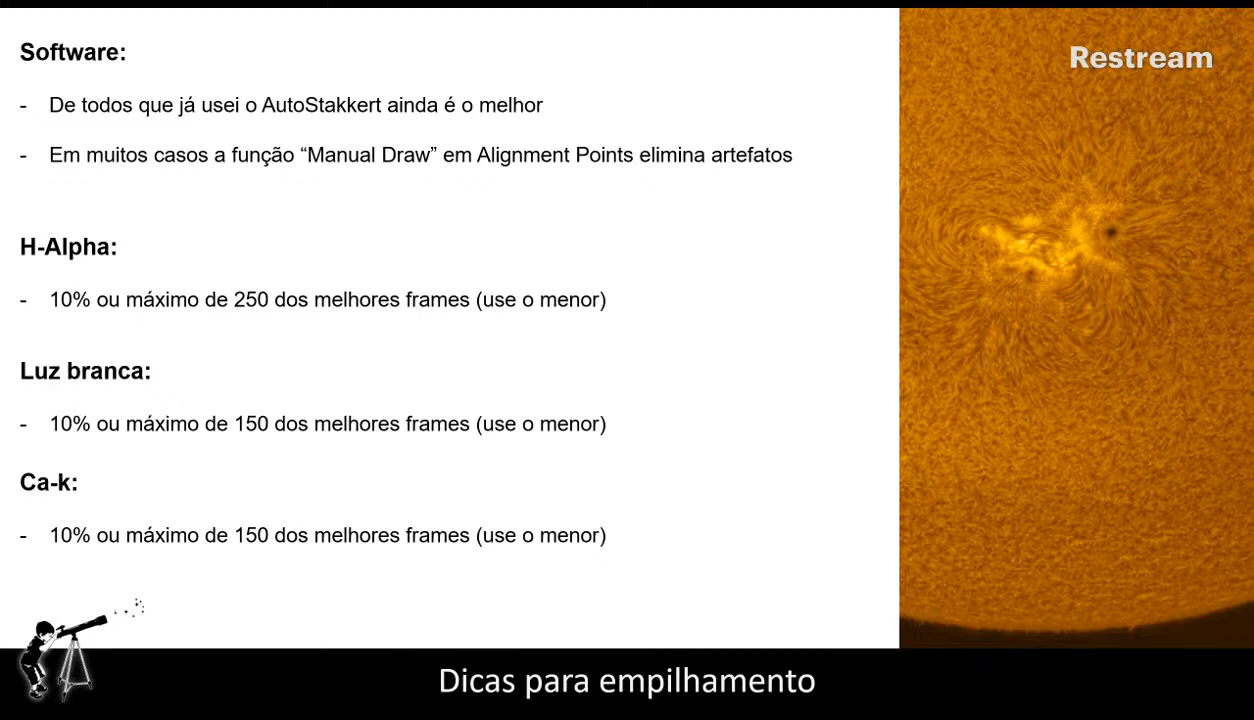 Software:
- De todos que já usei o AutoStakkert ainda é o melhor
- Em muitos casos a função “Manual Draw” em Alignment Points elimina artefatos
H-Alpha:
- 10% ou máximo de 250 dos melhores frames (use o menor)
Luz branca:
- 10% ou máximo de 150 dos melhores frames (use o menor)
Ca-k:
- 10% ou máximo de 150 dos melhores frames (use o menor)
Restream
Dicas para empilhamento